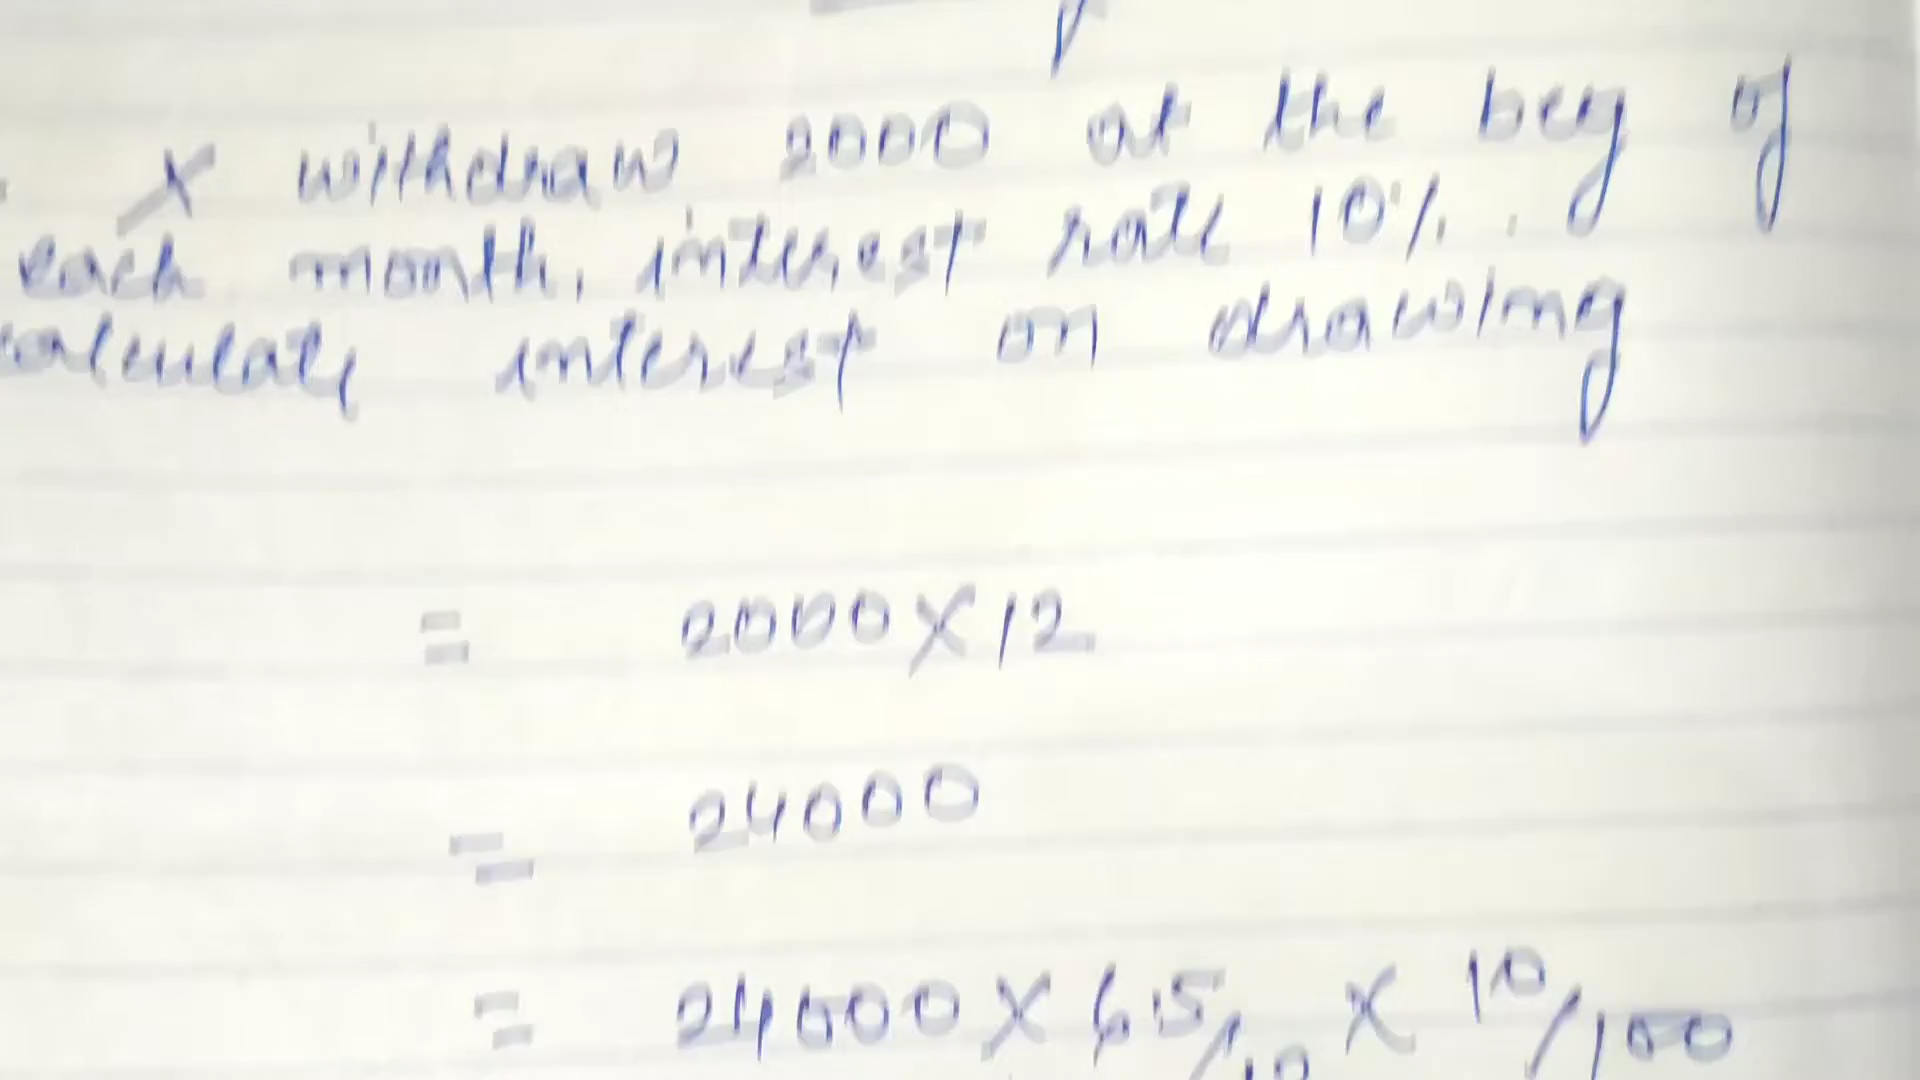 X withdraw 2000 at the beg of
each month, interest rate 10%.
calculate interest on drawing
= 2000 X 12
= 24000
= 24000 X 6.5/12 X 10/100